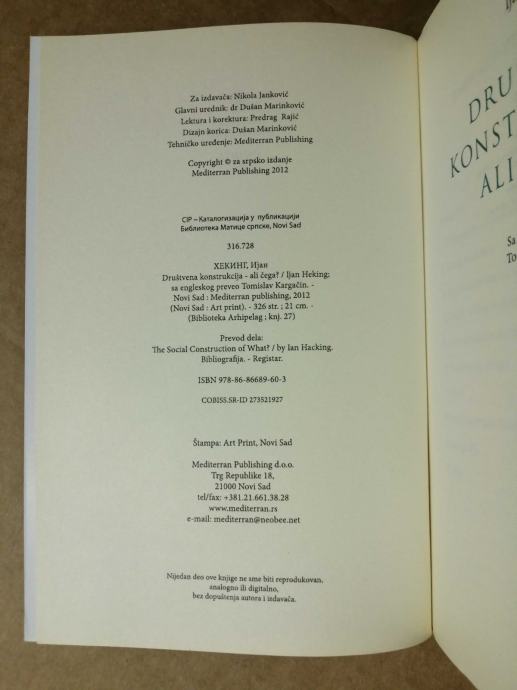 Za izdavača: Nikola Janković
Glavni urednik: dr Dušan Marinković
Lektura i korektura: Predrag Rajić
Dizajn korica: Dušan Marinković
Tehničko uređenje: Mediterran Publishing
Copyright © za srpsko izdanje
Mediterran Publishing 2012
CIP – Каталогизација у публикацији
Библиотека Матице српске, Novi Sad
316.728
ХЕКИНГ, Ијан
Društvena konstrukcija - ali čega? / Ijan Heking;
sa engleskog preveo Tomislav Kargačin. -
Novi Sad : Mediterran publishing, 2012
(Novi Sad : Art print). - 326 str. ; 21 cm. -
(Biblioteka Arhipelag ; knj. 27)
Prevod dela:
The Social Construction of What? / by Ian Hacking.
Bibliografija. - Registar.
ISBN 978-86-86689-60-3
COBISS.SR-ID 273521927
Štampa: Art Print, Novi Sad
Mediterran Publishing d.o.o.
Trg Republike 18,
21000 Novi Sad
tel/fax: +381.21.661.38.28
www.mediterran.rs
e-mail: mediterran@neobee.net
Nijedan deo ove knjige ne sme biti reprodukovan,
analogno ili digitalno,
bez dopuštenja autora i izdavača.
DRU
KONST
ALI
Sa
To